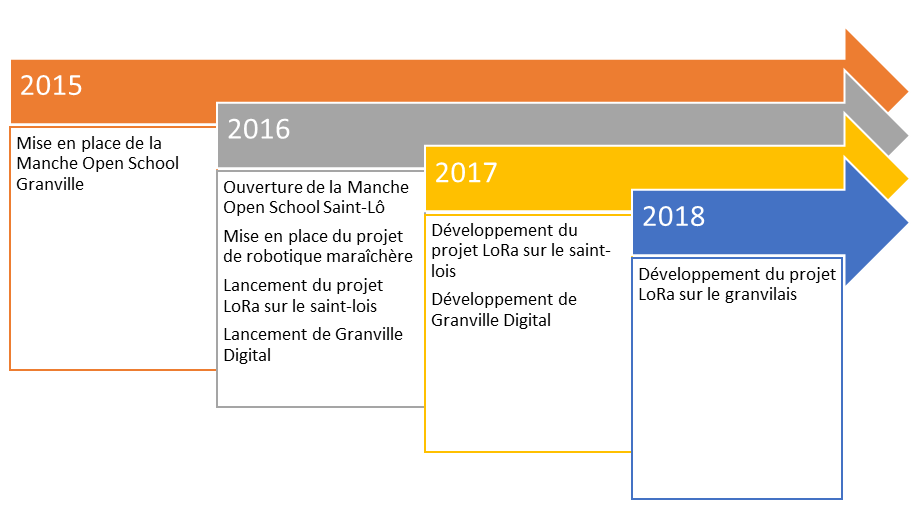 2015
Mise en place de la
Manche Open School
Granville
2016
Ouverture de la Manche
Open School Saint-Lô
Mise en place du projet
de robotique maraîchère
Lancement du projet
LoRa sur le saint-lois
Lancement de Granville
Digital
2017
Développement du
projet LoRa sur le saint-
lois
Développement de
Granville Digital
2018
Développement du projet
LoRa sur le granvilais